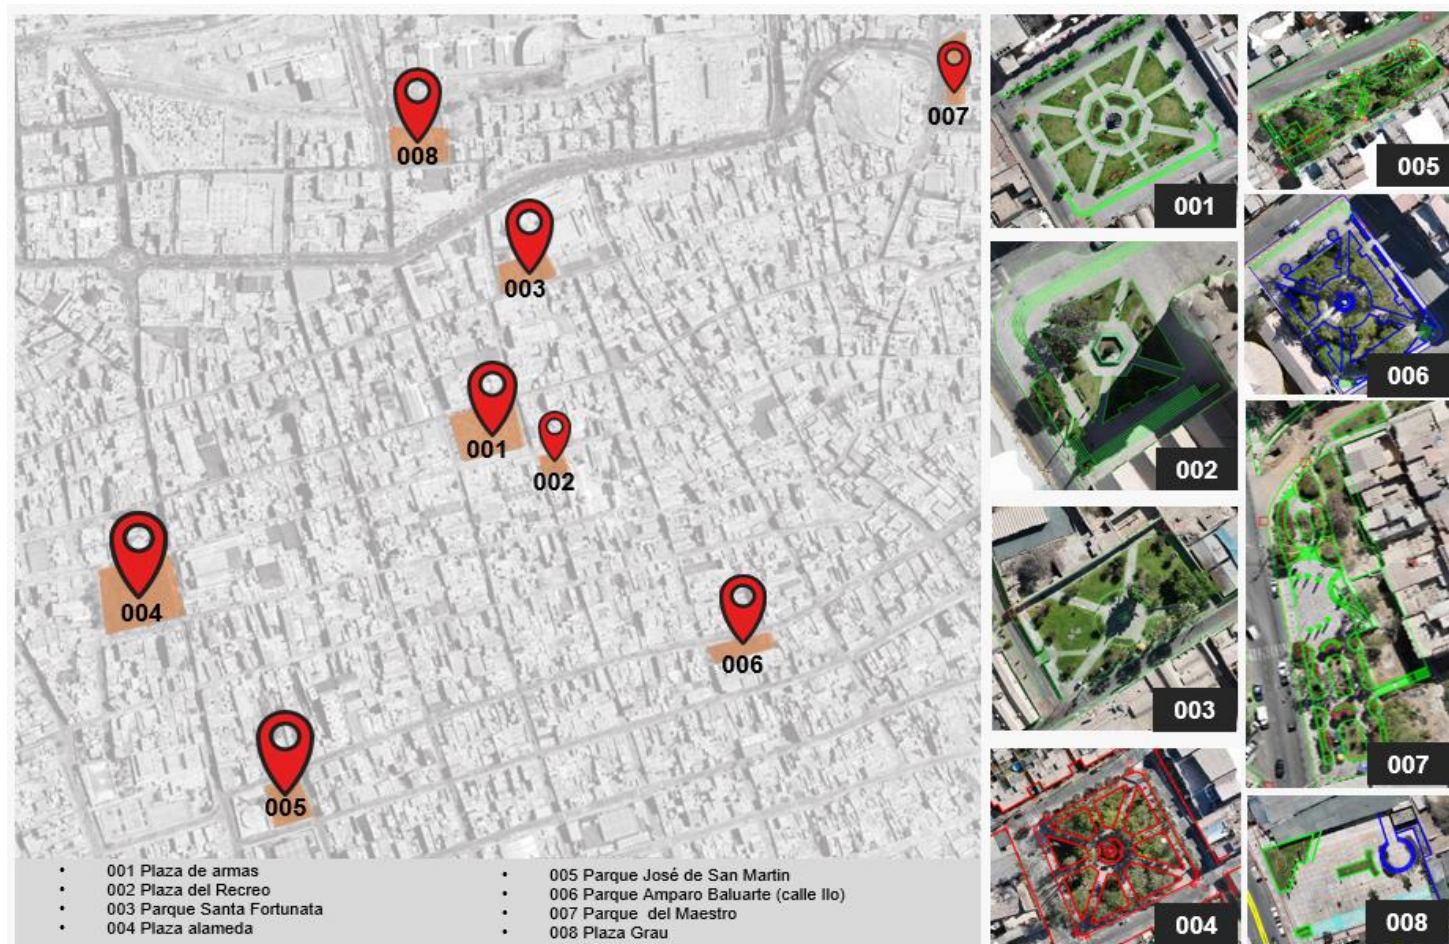 007
008
003
001
002
004
006
005
• 001 Plaza de armas
• 002 Plaza del Recreo
• 003 Parque Santa Fortunata
• 004 Plaza alameda
• 005 Parque José de San Martin
• 006 Parque Amparo Baluarte (calle Ilo)
• 007 Parque del Maestro
• 008 Plaza Grau
001
005
002
006
003
007
004
008